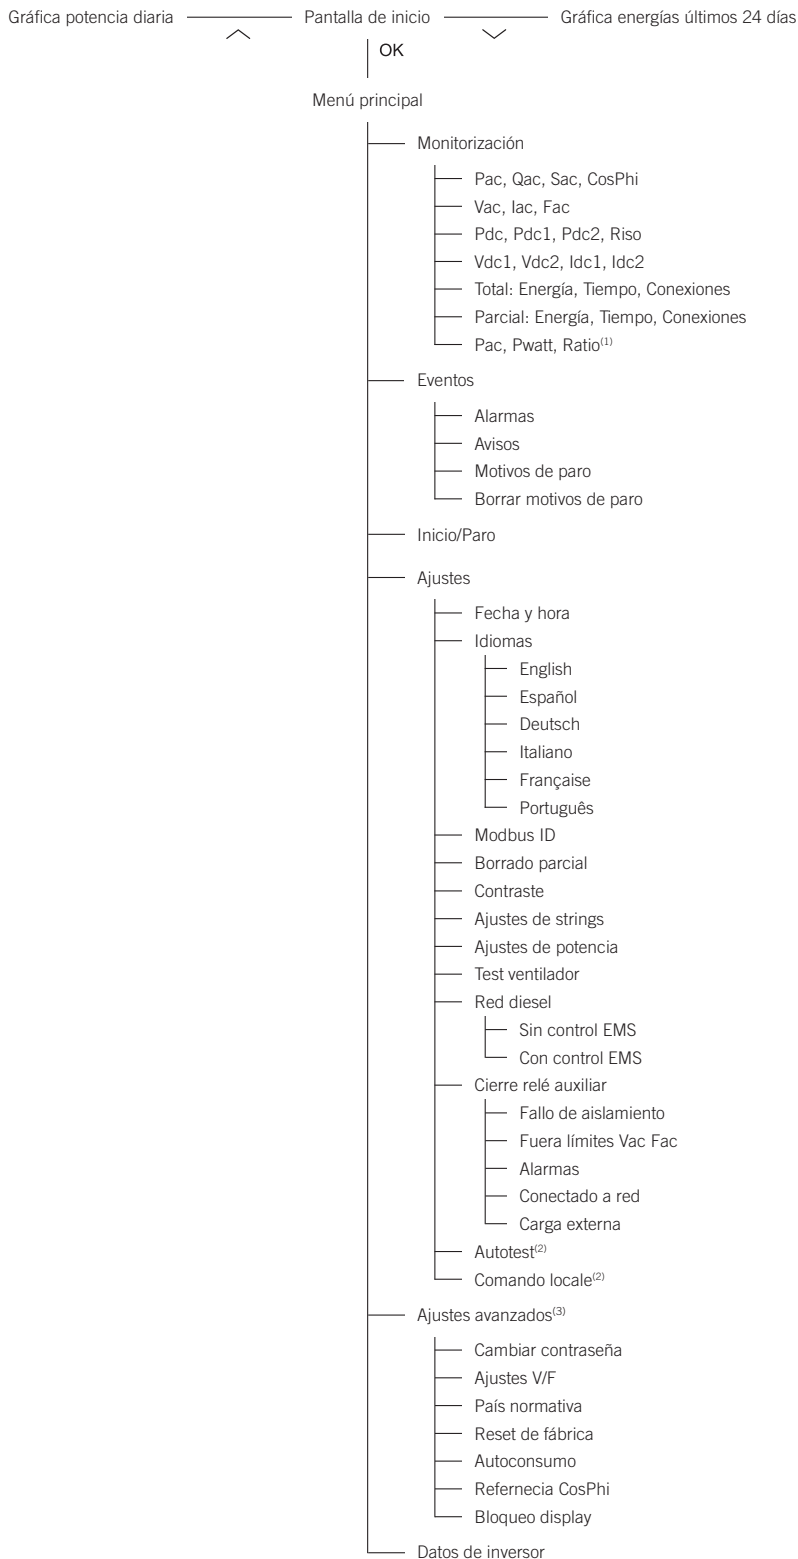 Gráfica potencia diaria Pantalla de inicio Gráfica energías últimos 24 días
OK
Menú principal
Monitorización
Pac, Qac, Sac, CosPhi
Vac, Iac, Fac
Pdc, Pdc1, Pdc2, Riso
Vdc1, Vdc2, Idc1, Idc2
Total: Energía, Tiempo, Conexiones
Parcial: Energía, Tiempo, Conexiones
Pac, Pwatt, Ratio(1)
Eventos
Alarmas
Avisos
Motivos de paro
Borrar motivos de paro
Inicio/Paro
Ajustes
Fecha y hora
Idiomas
English
Español
Deutsch
Italiano
Française
Português
Modbus ID
Borrado parcial
Contraste
Ajustes de strings
Ajustes de potencia
Test ventilador
Red diesel
Sin control EMS
Con control EMS
Cierre relé auxiliar
Fallo de aislamiento
Fuera límites Vac Fac
Alarmas
Conectado a red
Carga externa
Autotest(2)
Comando locale(2)
Ajustes avanzados(3)
Cambiar contraseña
Ajustes V/F
País normativa
Reset de fábrica
Autoconsumo
Refernecia CosPhi
Bloqueo display
Datos de inversor